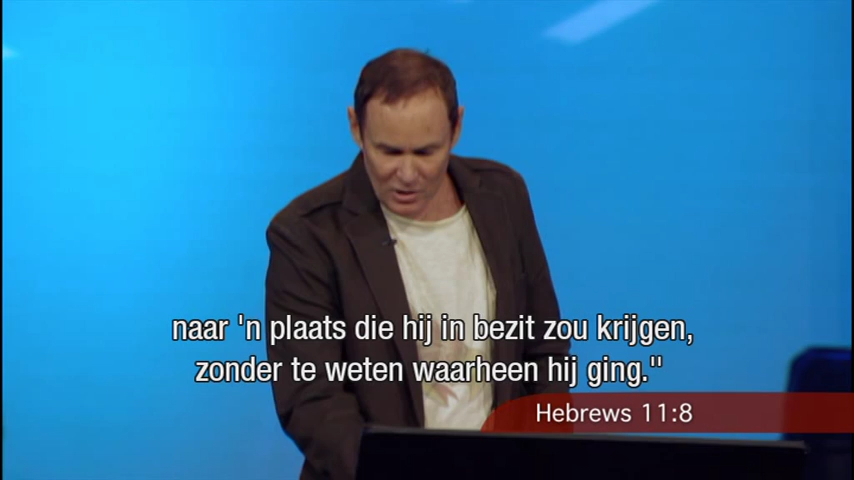 naar 'n plaats die hij in bezit zou krijgen,
zonder te weten waarheen hij ging."
Hebrews 11:8